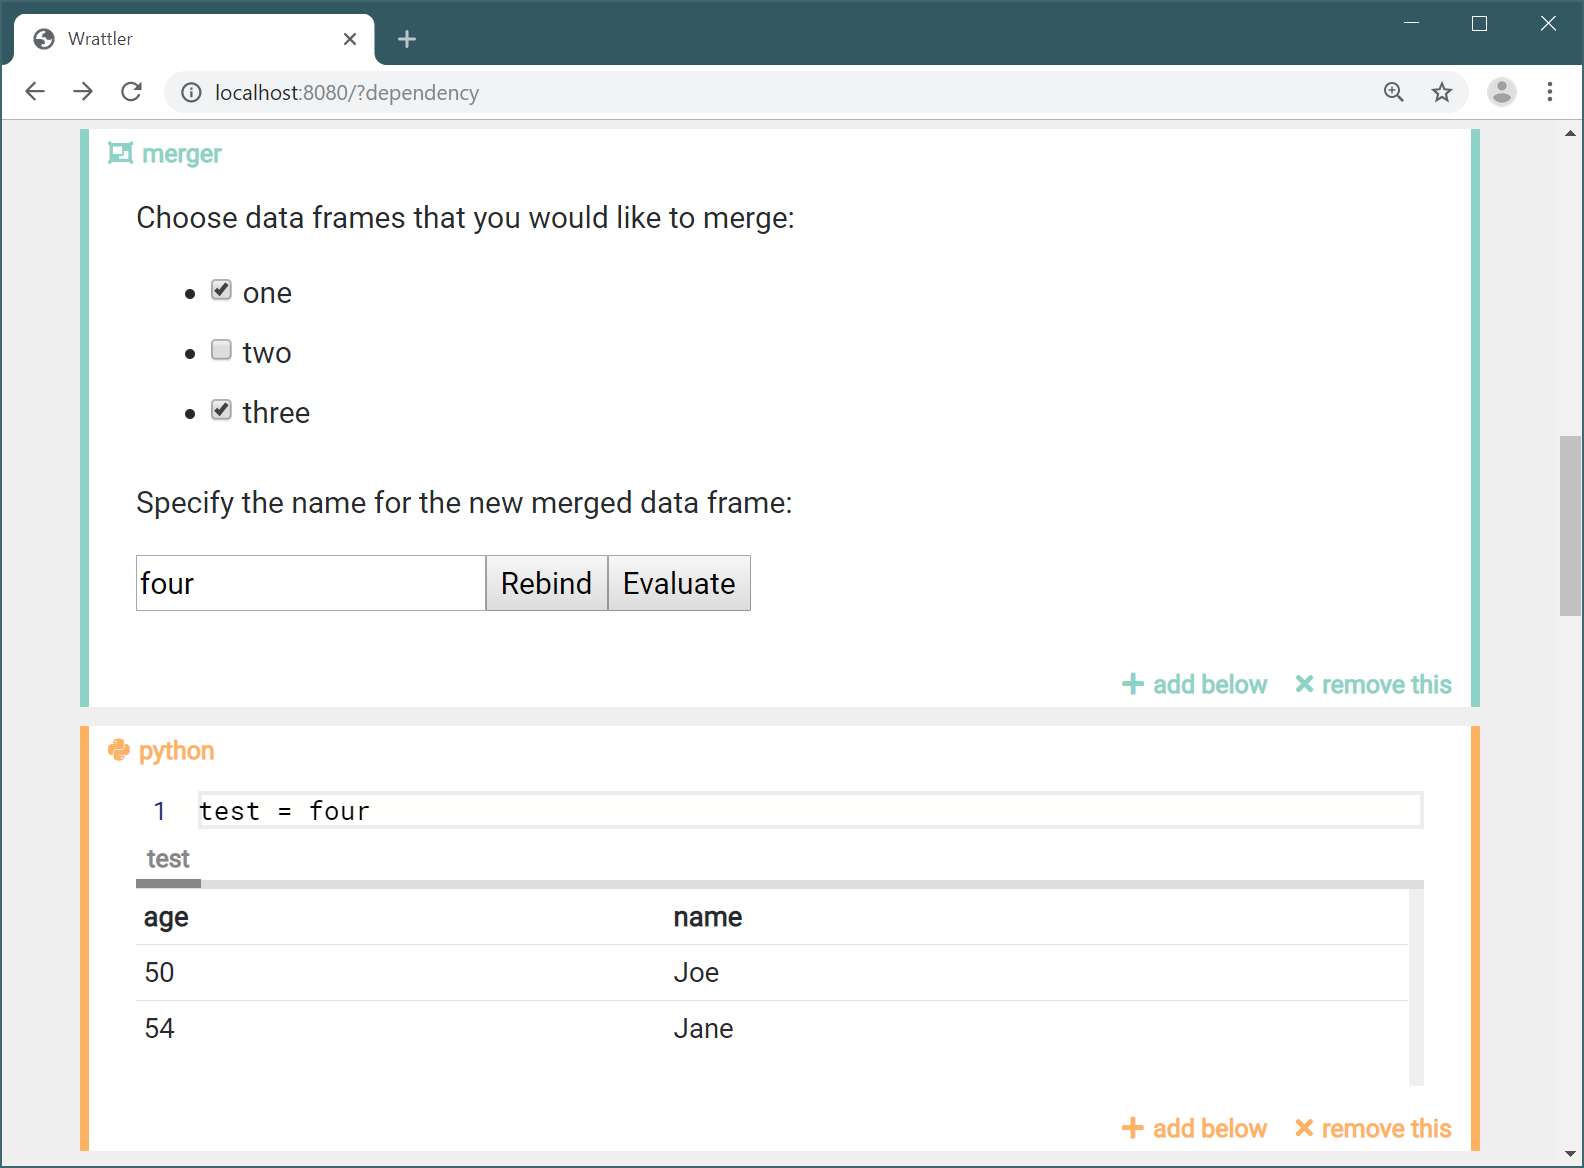 Wrattler
localhost:8080/?dependency
merger
Choose data frames that you would like to merge:
one
two
three
Specify the name for the new merged data frame:
four Rebind Evaluate
add below remove this
python
1 test = four
test
age name
50 Joe
54 Jane
add below remove this